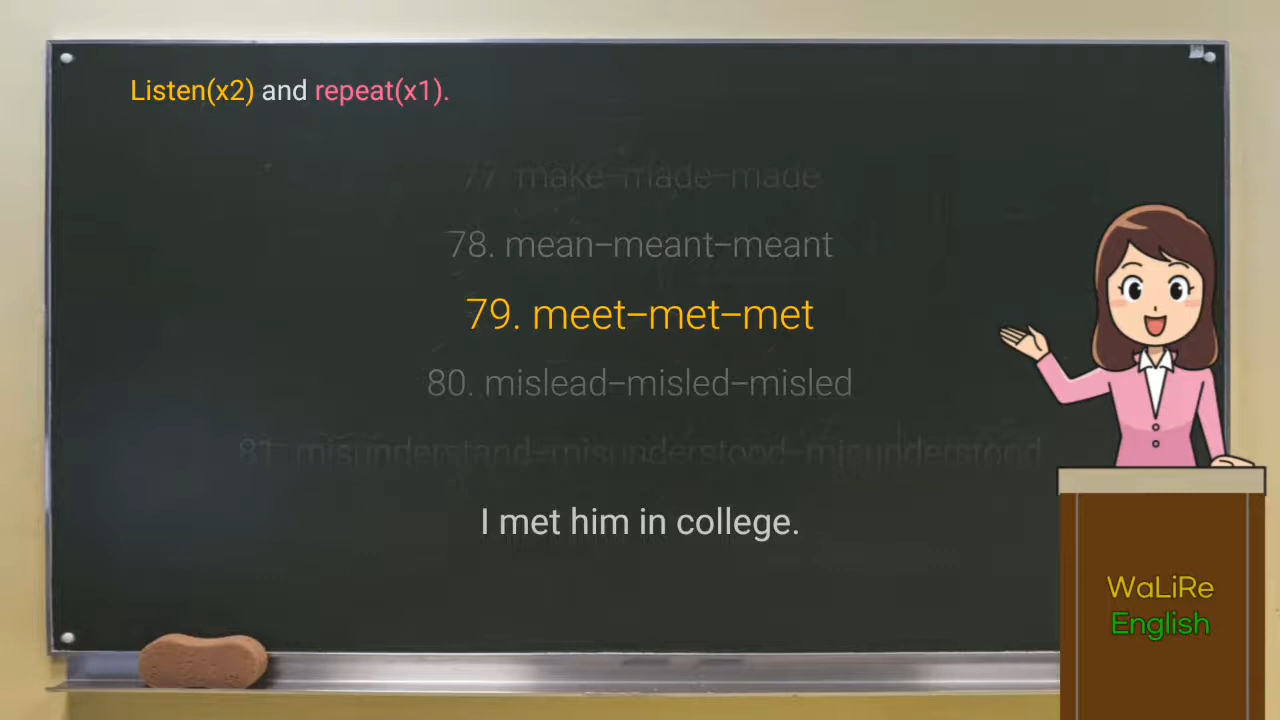 Listen(x2) and repeat(x1).
77. make–made–made
78. mean–meant–meant
79. meet–met–met
80. mislead–misled–misled
81. misunderstand–misunderstood–misunderstood
I met him in college.
WaLiRe
English